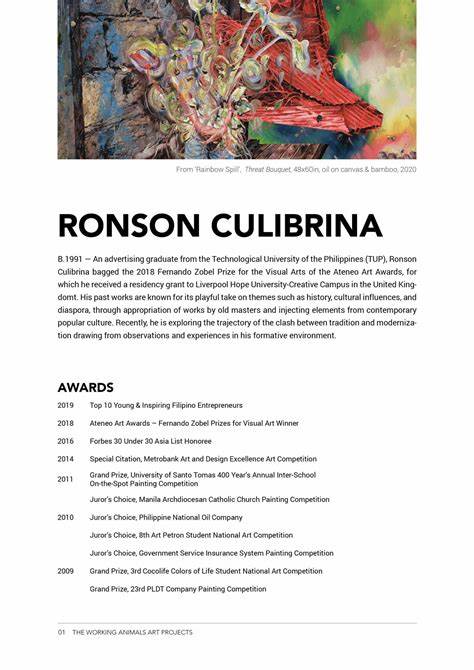 From 'Rainbow Spill', Threat Bouquet, 48x60in, oil on canvas & bamboo, 2020
RONSON CULIBRINA
B.1991 — An advertising graduate from the Technological University of the Philippines (TUP), Ronson
Culibrina bagged the 2018 Fernando Zobel Prize for the Visual Arts of the Ateneo Art Awards, for
which he received a residency grant to Liverpool Hope University-Creative Campus in the United King-
domt. His past works are known for its playful take on themes such as history, cultural influences, and
diaspora, through appropriation of works by old masters and injecting elements from contemporary
popular culture. Recently, he is exploring the trajectory of the clash between tradition and moderniza-
tion drawing from observations and experiences in his formative environment.
AWARDS
2019 Top 10 Young & Inspiring Filipino Entrepreneurs
2018 Ateneo Art Awards – Fernando Zobel Prizes for Visual Art Winner
2016 Forbes 30 Under 30 Asia List Honoree
2014 Special Citation, Metrobank Art and Design Excellence Art Competition
2011 Grand Prize, University of Santo Tomas 400 Year's Annual Inter-School
On-the-Spot Painting Competition
Juror's Choice, Manila Archdiocesan Catholic Church Painting Competition
2010 Juror's Choice, Philippine National Oil Company
Juror's Choice, 8th Art Petron Student National Art Competition
Juror's Choice, Government Service Insurance System Painting Competition
2009 Grand Prize, 3rd Cocolife Colors of Life Student National Art Competition
Grand Prize, 23rd PLDT Company Painting Competition
01 THE WORKING ANIMALS ART PROJECTS